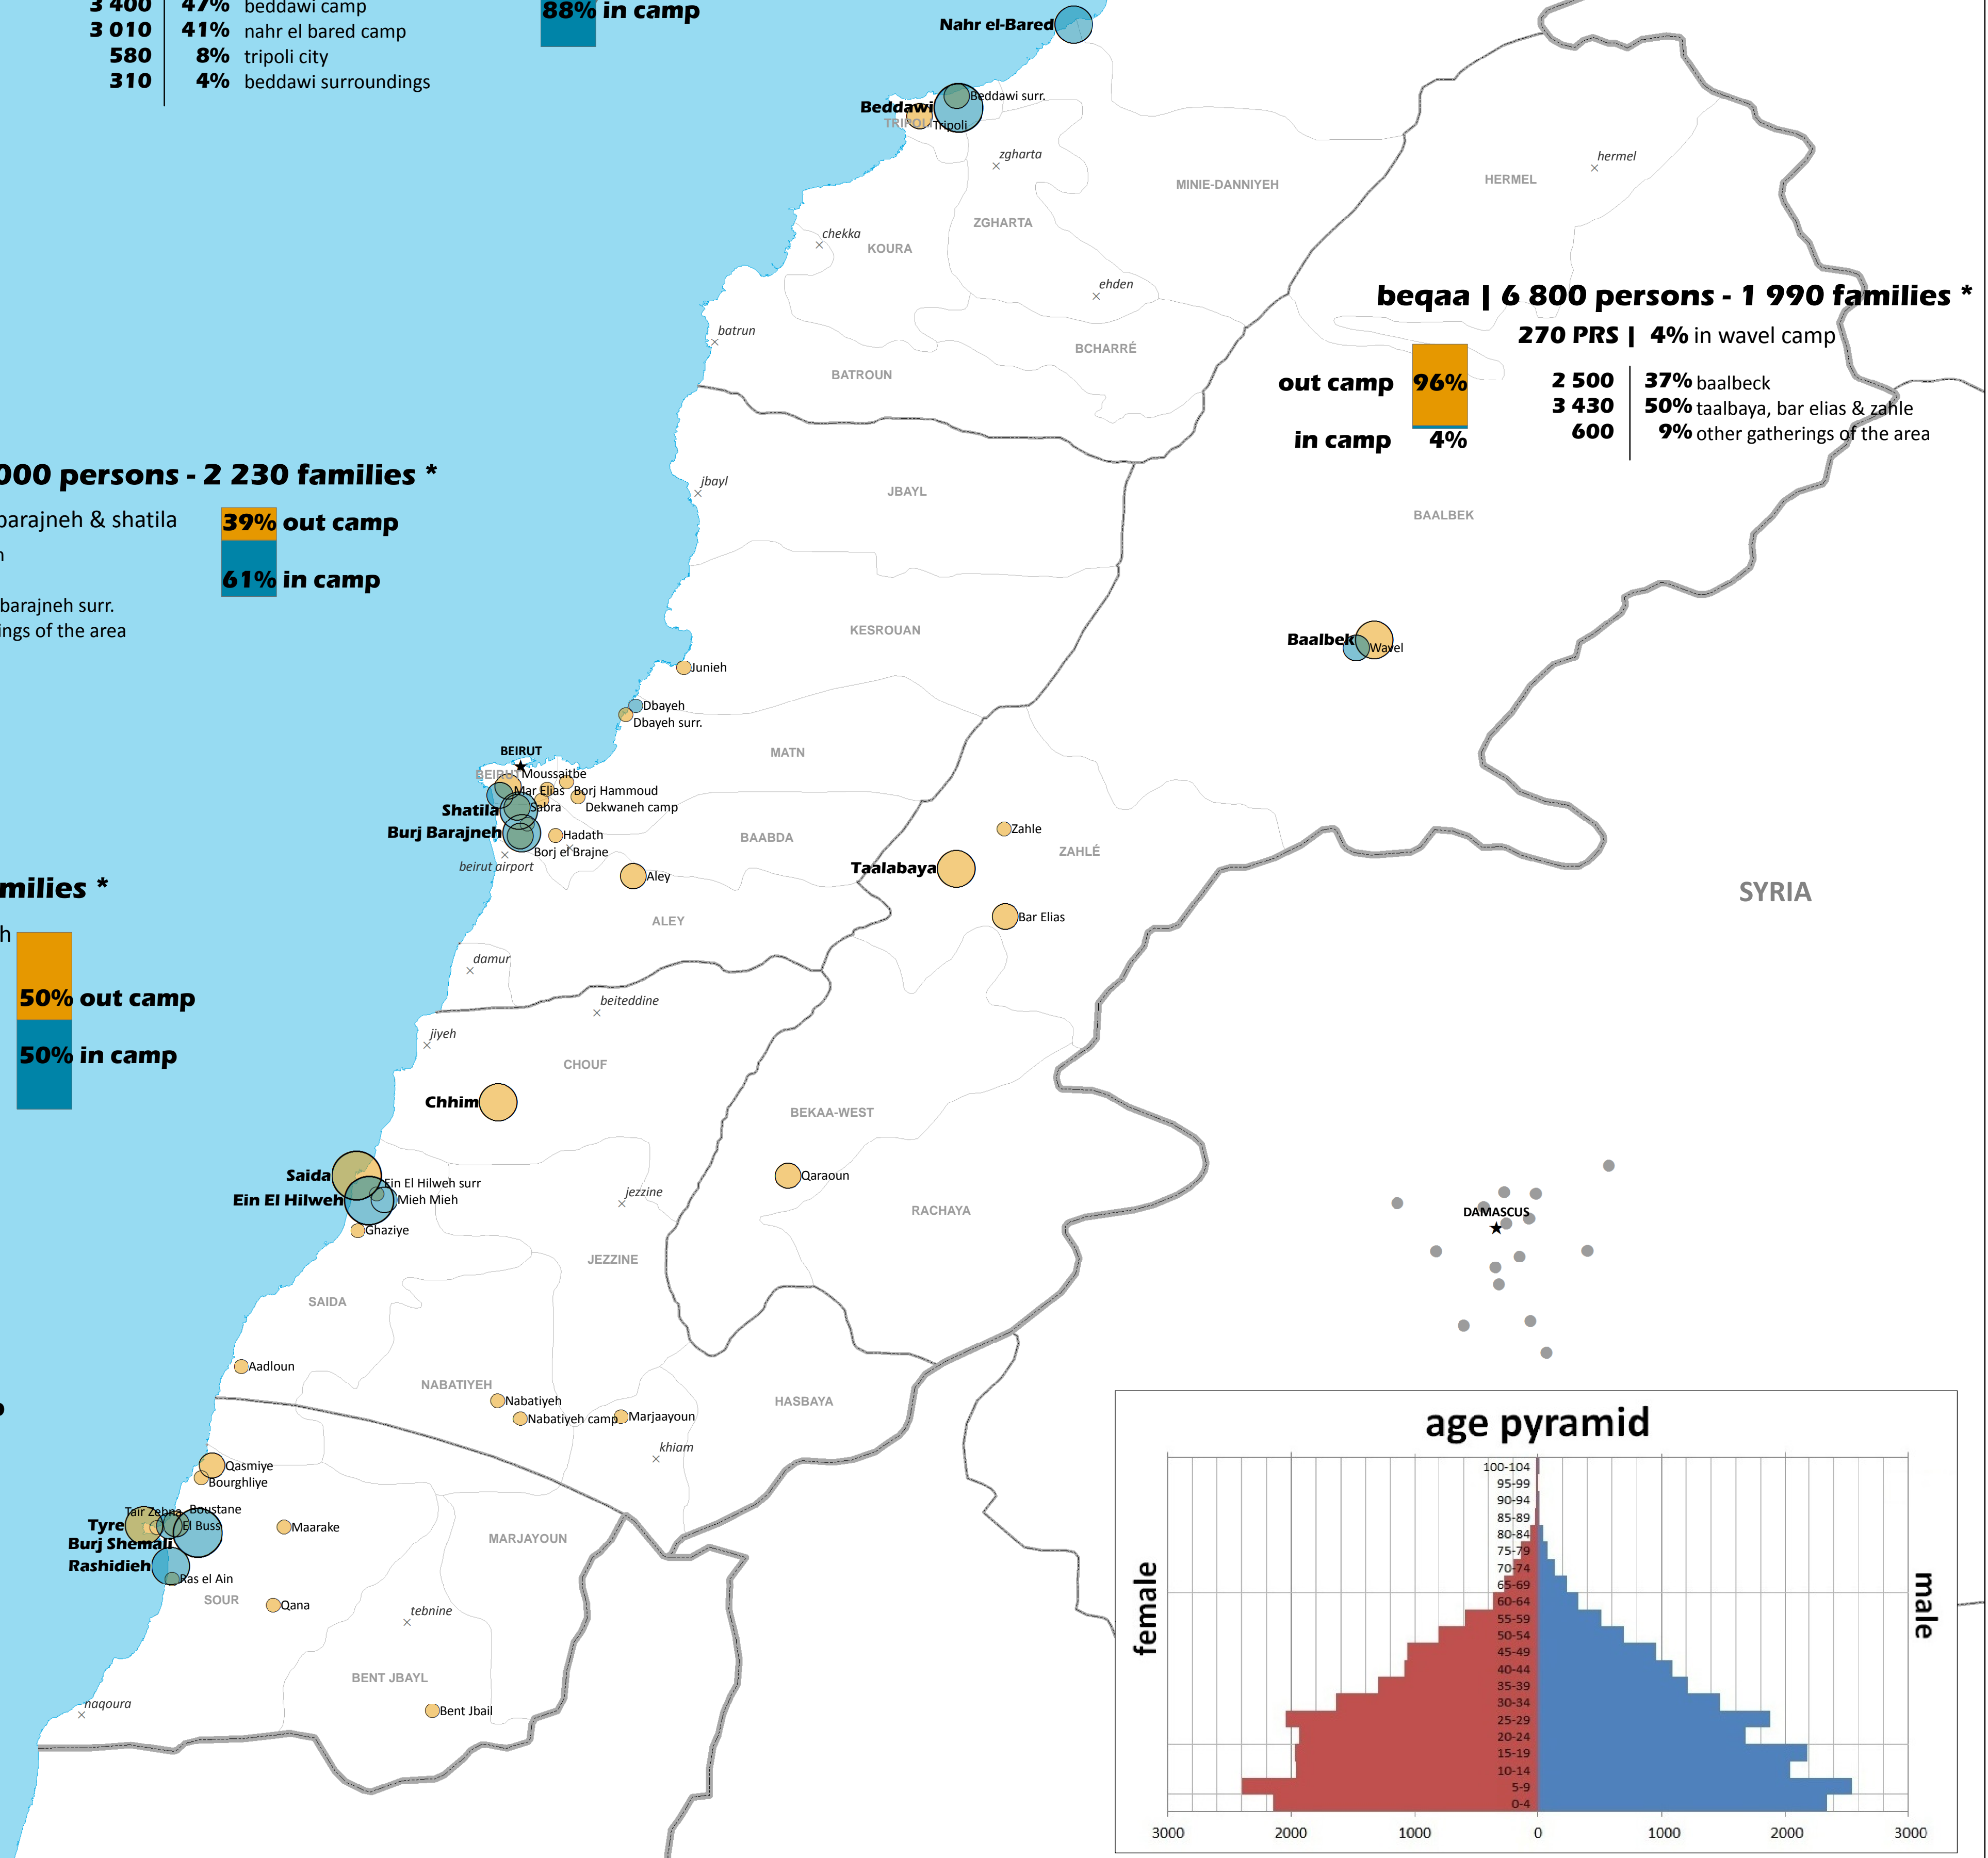 3 400 47% beddawi camp
3 010 41% nahr el bared camp
580 8% tripoli city
310 4% beddawi surroundings
88% in camp
Nahr el-Bared
Beddawi
Beddawi surr.
TRIPOLI
Tripoli
zgharta
MINIE-DANNIYEH
HERMEL
hermel
ZGHARTA
chekka
KOURA
ehden
batrun
BCHARRÉ
BATROUN
beqaa | 6 800 persons - 1 990 families *
270 PRS | 4% in wavel camp
out camp 96%
in camp 4%
2 500 37% baalbeck
3 430 50% taalbaya, bar elias & zahle
600 9% other gatherings of the area
000 persons - 2 230 families *
barajneh & shatila
39% out camp
61% in camp
barajneh surr.
ings of the area
jbayl
JBAYL
BAALBEK
KESROUAN
Baalbek
Wavel
Junieh
Dbayeh
Dbayeh surr.
MATN
BEIRUT
BEIRUT
Moussaitbe
Mar Elias
Borj Hammoud
Shatila
Sabra
Dekwaneh camp
Burj Barajneh
Hadath
Borj el Brajne
beirut airport
BAABDA
Aley
ALEY
Zahle
ZAHLÉ
Taalabaya
Bar Elias
SYRIA
milies *
h
50% out camp
50% in camp
damur
beiteddine
jiyeh
CHOUF
Chhim
BEKAA-WEST
Saida
Ein El Hilweh surr
Ein El Hilweh
Mieh Mieh
Ghaziye
jezzine
Qaraoun
RACHAYA
JEZZINE
SAIDA
DAMASCUS
Aadloun
NABATIYEH
Nabatiyeh
Nabatiyeh camp
Marjaayoun
HASBAYA
khiam
Qasmiye
Bourghliye
Tair Zebna
Boustane
Tyre
El Buss
Burj Shemali
Rashidieh
Ras el Ain
SOUR
Maarake
MARJAYOUN
Qana
tebnine
BENT JBAYL
Bent Jbail
naqoura
age pyramid
female
male
100-104
95-99
90-94
85-89
80-84
75-79
70-74
65-69
60-64
55-59
50-54
45-49
40-44
35-39
30-34
25-29
20-24
15-19
10-14
5-9
0-4
3000 2000 1000 0 1000 2000 3000